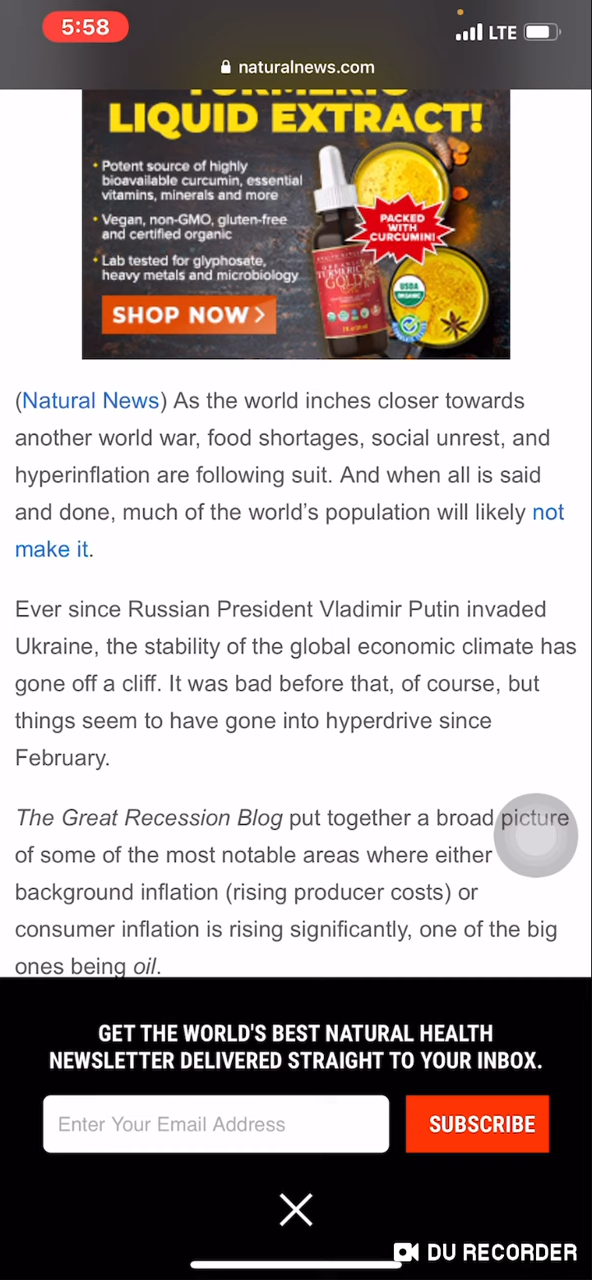 5:58
LTE
naturalnews.com
TURMERIC
LIQUID EXTRACT!
• Potent source of highly
bioavailable curcumin, essential
vitamins, minerals and more
• Vegan, non-GMO, gluten-free
and certified organic
• Lab tested for glyphosate,
heavy metals and microbiology
SHOP NOW >
PACKED
WITH
CURCUMIN!
ORGANIC
TURMERIC
GOLD
USDA
ORGANIC
(Natural News) As the world inches closer towards
another world war, food shortages, social unrest, and
hyperinflation are following suit. And when all is said
and done, much of the world’s population will likely not
make it.
Ever since Russian President Vladimir Putin invaded
Ukraine, the stability of the global economic climate has
gone off a cliff. It was bad before that, of course, but
things seem to have gone into hyperdrive since
February.
The Great Recession Blog put together a broad picture
of some of the most notable areas where either
background inflation (rising producer costs) or
consumer inflation is rising significantly, one of the big
ones being oil.
GET THE WORLD'S BEST NATURAL HEALTH
NEWSLETTER DELIVERED STRAIGHT TO YOUR INBOX.
Enter Your Email Address
SUBSCRIBE
DU RECORDER